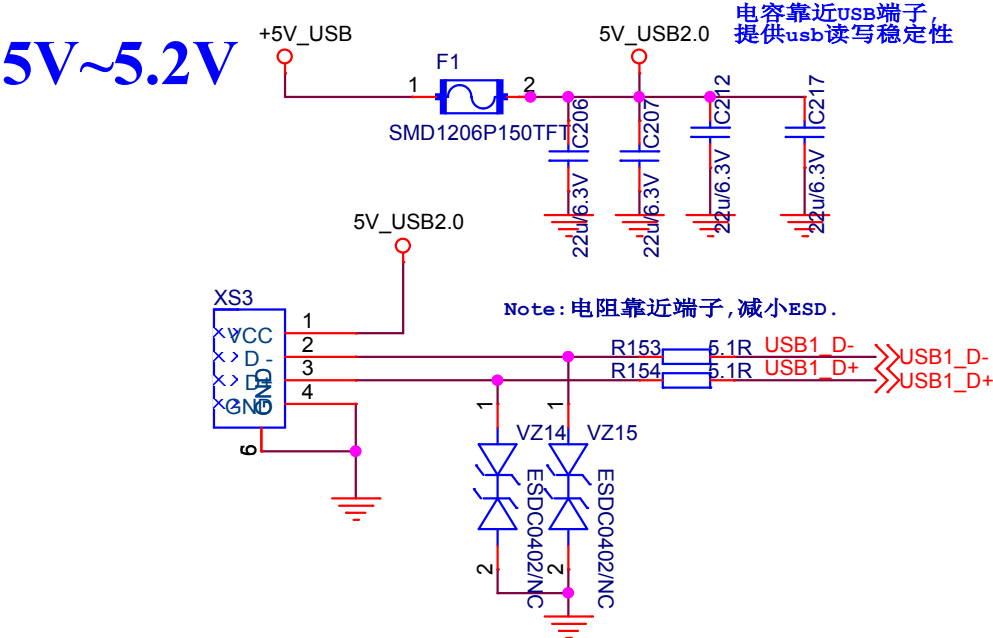 电容靠近USB端子,
提供usb读写稳定性
5V~5.2V
+5V_USB
5V_USB2.0
F1
1
2
SMD1206P150TFT
C206
C207
C212
C217
22u/6.3V
22u/6.3V
22u/6.3V
22u/6.3V
5V_USB2.0
XS3
Note:电阻靠近端子,减小ESD.
VCC
1
D-
2
R153
5.1R
USB1_D-
USB1_D-
3
R154
5.1R
USB1_D+
USB1_D+
GND
4
GND
1
1
VZ14
VZ15
ESDC0402/NC
ESDC0402/NC
2
2